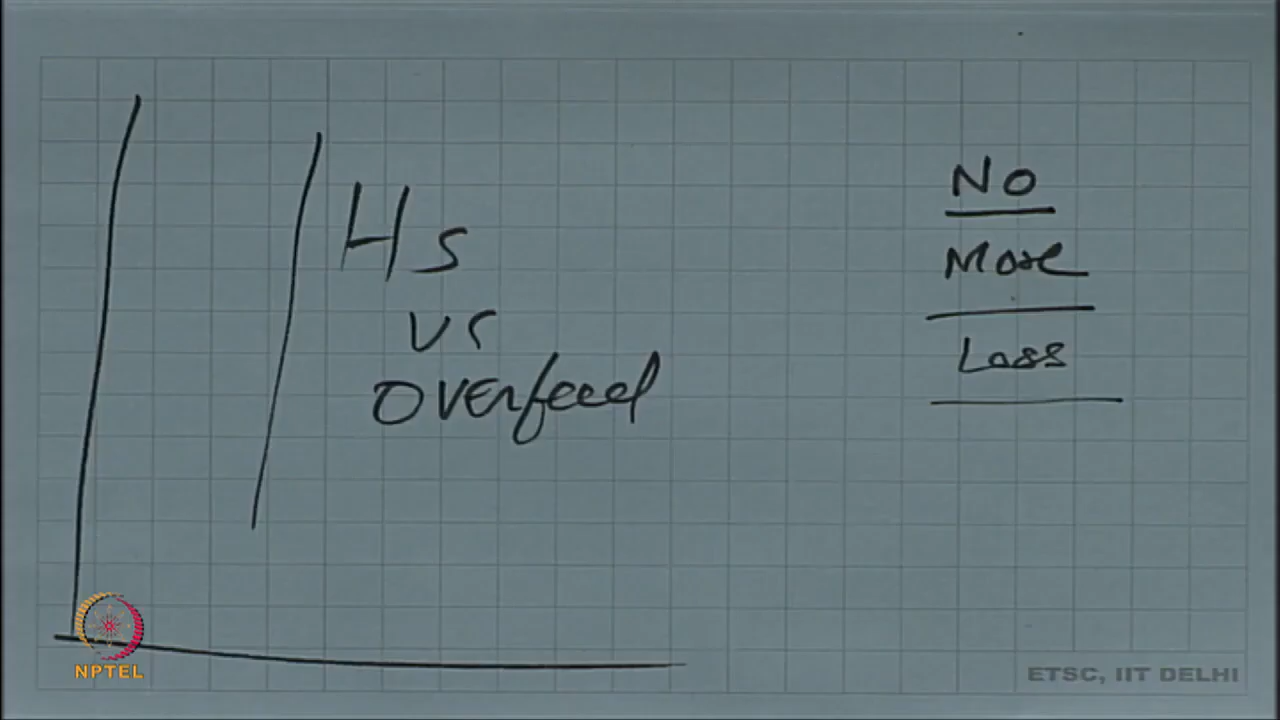 Hs
vs
overfeed
No
More
Loss
NPTEL
ETSC, IIT DELHI